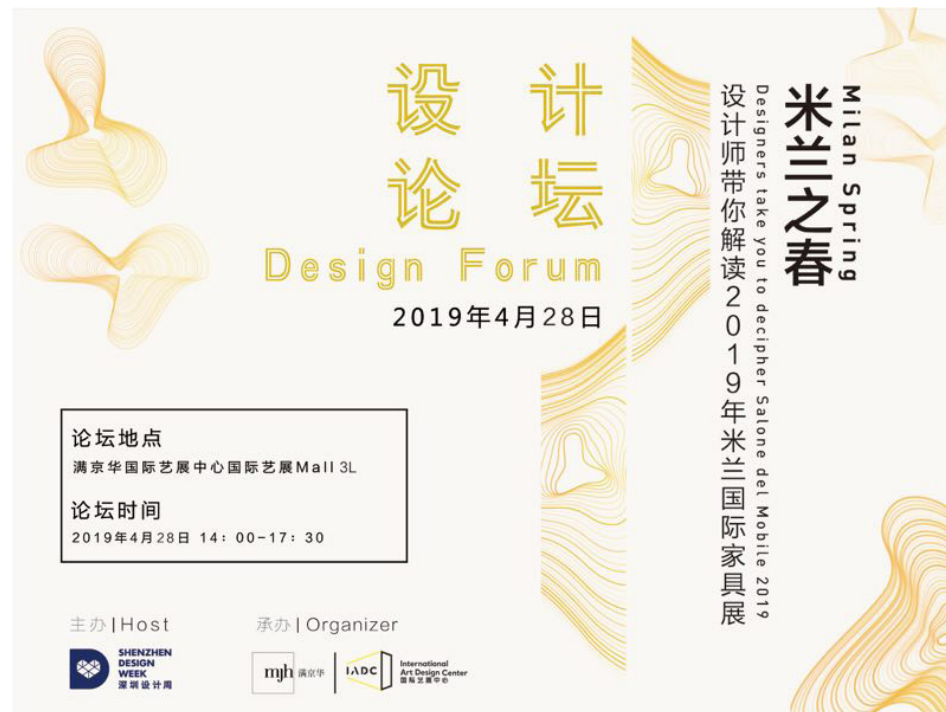 设计
论坛
Design Forum
2019年4月28日
Milan Spring
米兰之春
Designers take you to decipher Salone del Mobile 2019
设计师带你解读2019年米兰国际家具展
论坛地点
满京华国际艺展中心国际艺展Mall 3L
论坛时间
2019年4月28日 14：00-17：30
主办|Host
SHENZHEN
DESIGN
WEEK
深圳设计周
承办|Organizer
mjh 满京华
IADC
International
Art Design Center
国际艺展中心